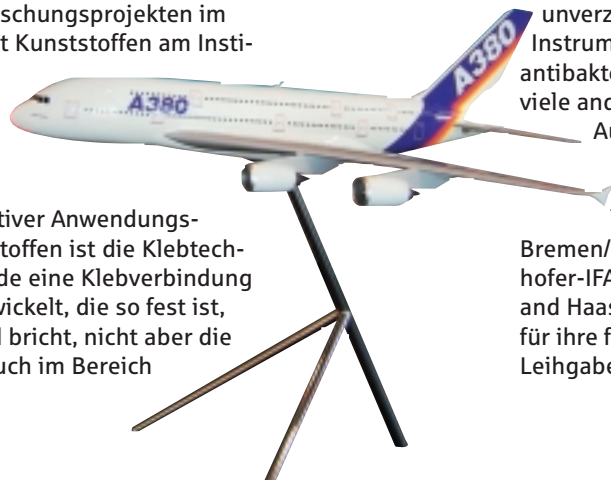 schungsprojekten im
t Kunststoffen am Insti-
tiver Anwendungs-
toffen ist die Klebtech-
de eine Klebverbindung
wickelt, die so fest ist,
bricht, nicht aber die
uch im Bereich
A380
A380
unverz
Instrum
antibakt
viele and
Au
Bremen/
hofer-IFA
and Haas
für ihre f
Leihgabe